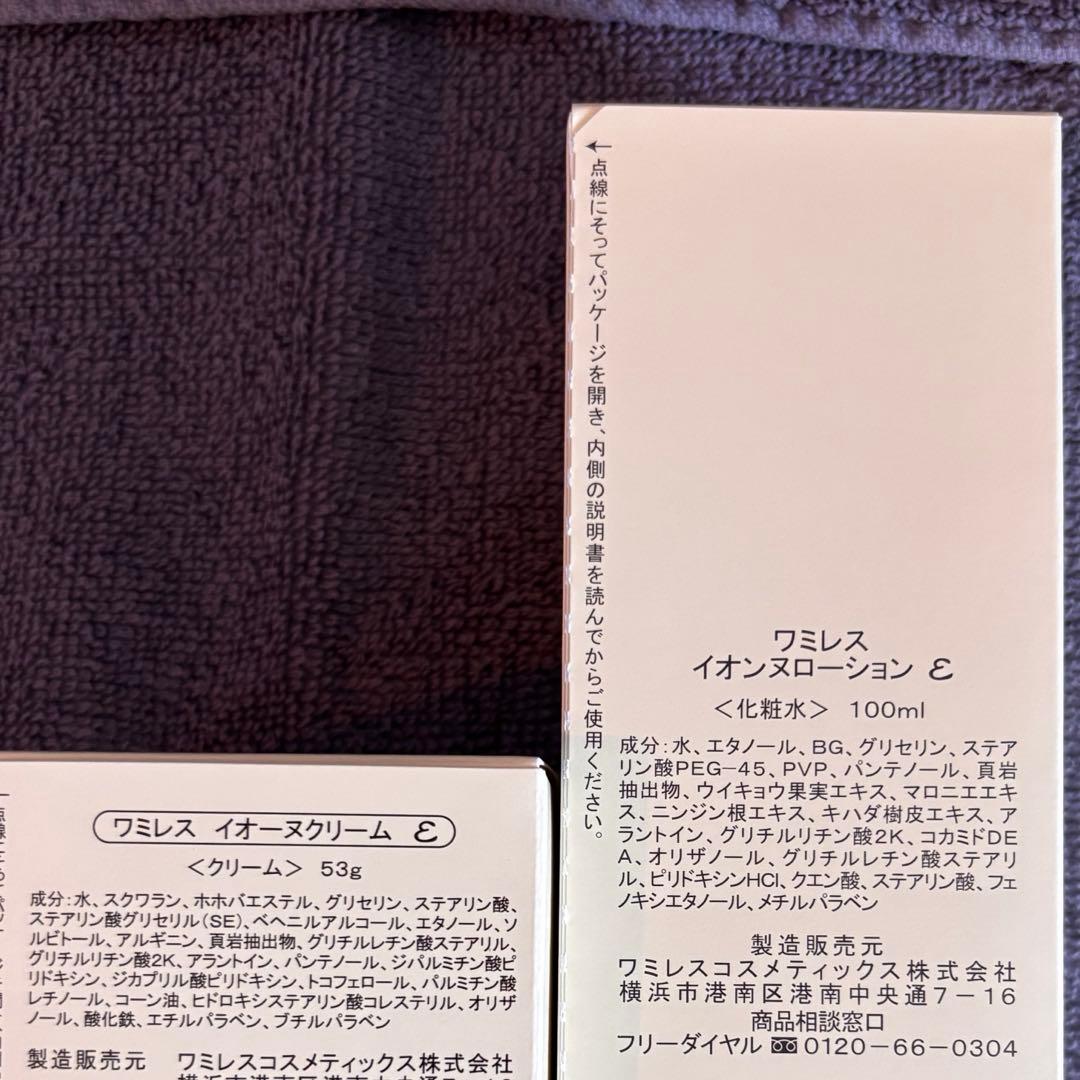 ←点線にそってパッケージを開き、内側の説明書を読んでからご使用ください。
ワミレス
イオンヌローション ε
＜化粧水＞ 100ml
成分：水、エタノール、BG、グリセリン、ステア
リン酸PEG-45、PVP、パンテノール、頁岩
抽出物、ウイキョウ果実エキス、マロニエエキ
ス、ニンジン根エキス、キハダ樹皮エキス、ア
ラントイン、グリチルリチン酸2K、コカミドDE
A、オリザノール、グリチルレチン酸ステアリ
ル、ピリドキシンHCl、クエン酸、ステアリン酸、フェ
ノキシエタノール、メチルパラベン
製造販売元
ワミレスコスメティックス株式会社
横浜市港南区港南中央通7-16
商品相談窓口
フリーダイヤル 0120-66-0304
ワミレス イオーヌクリーム ε
＜クリーム＞ 53g
成分：水、スクワラン、ホホバエステル、グリセリン、ステアリン酸、
ステアリン酸グリセリル(SE)、ベヘニルアルコール、エタノール、ソ
ルビトール、アルギニン、頁岩抽出物、グリチルレチン酸ステアリル、
グリチルリチン酸2K、アラントイン、パンテノール、ジパルミチン酸ピ
リドキシン、ジカプリル酸ピリドキシン、トコフェロール、パルミチン酸
レチノール、コーン油、ヒドロキシステアリン酸コレステリル、オリザ
ノール、酸化鉄、エチルパラベン、ブチルパラベン
製造販売元 ワミレスコスメティックス株式会社